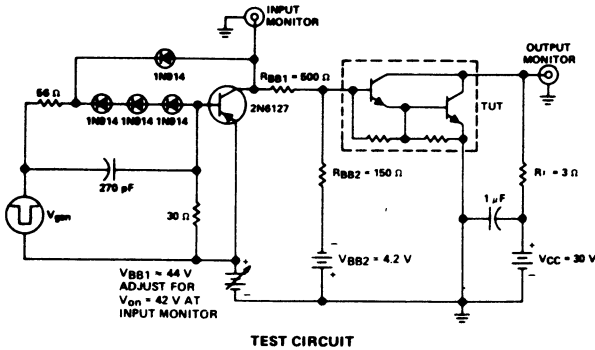 INPUT
MONITOR
OUTPUT
MONITOR
1N914
RBB1 = 500 Ω
56 Ω
2N6127
TUT
1N914 1N914 1N914
270 pF
RBB2 = 150 Ω
RL = 3 Ω
1 µF
30 Ω
Vgen
+
-
VBB1 ≈ 44 V
ADJUST FOR
Von = 42 V AT
INPUT MONITOR
-
+
VBB2 = 4.2 V
+
-
VCC = 30 V
TEST CIRCUIT